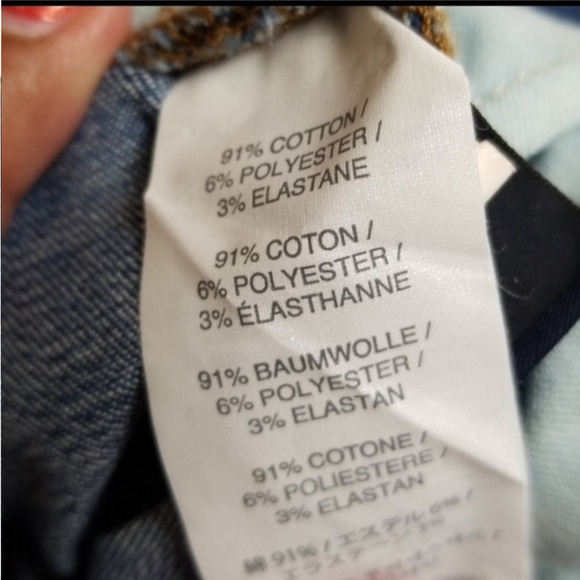 91% COTTON /
6% POLYESTER /
3% ELASTANE
91% COTON /
6% POLYESTER /
3% ÉLASTHANNE
91% BAUMWOLLE /
6% POLYESTER /
3% ELASTAN
91% COTONE /
6% POLIESTERE /
3% ELASTAN
綿 91% / エステル 6% /